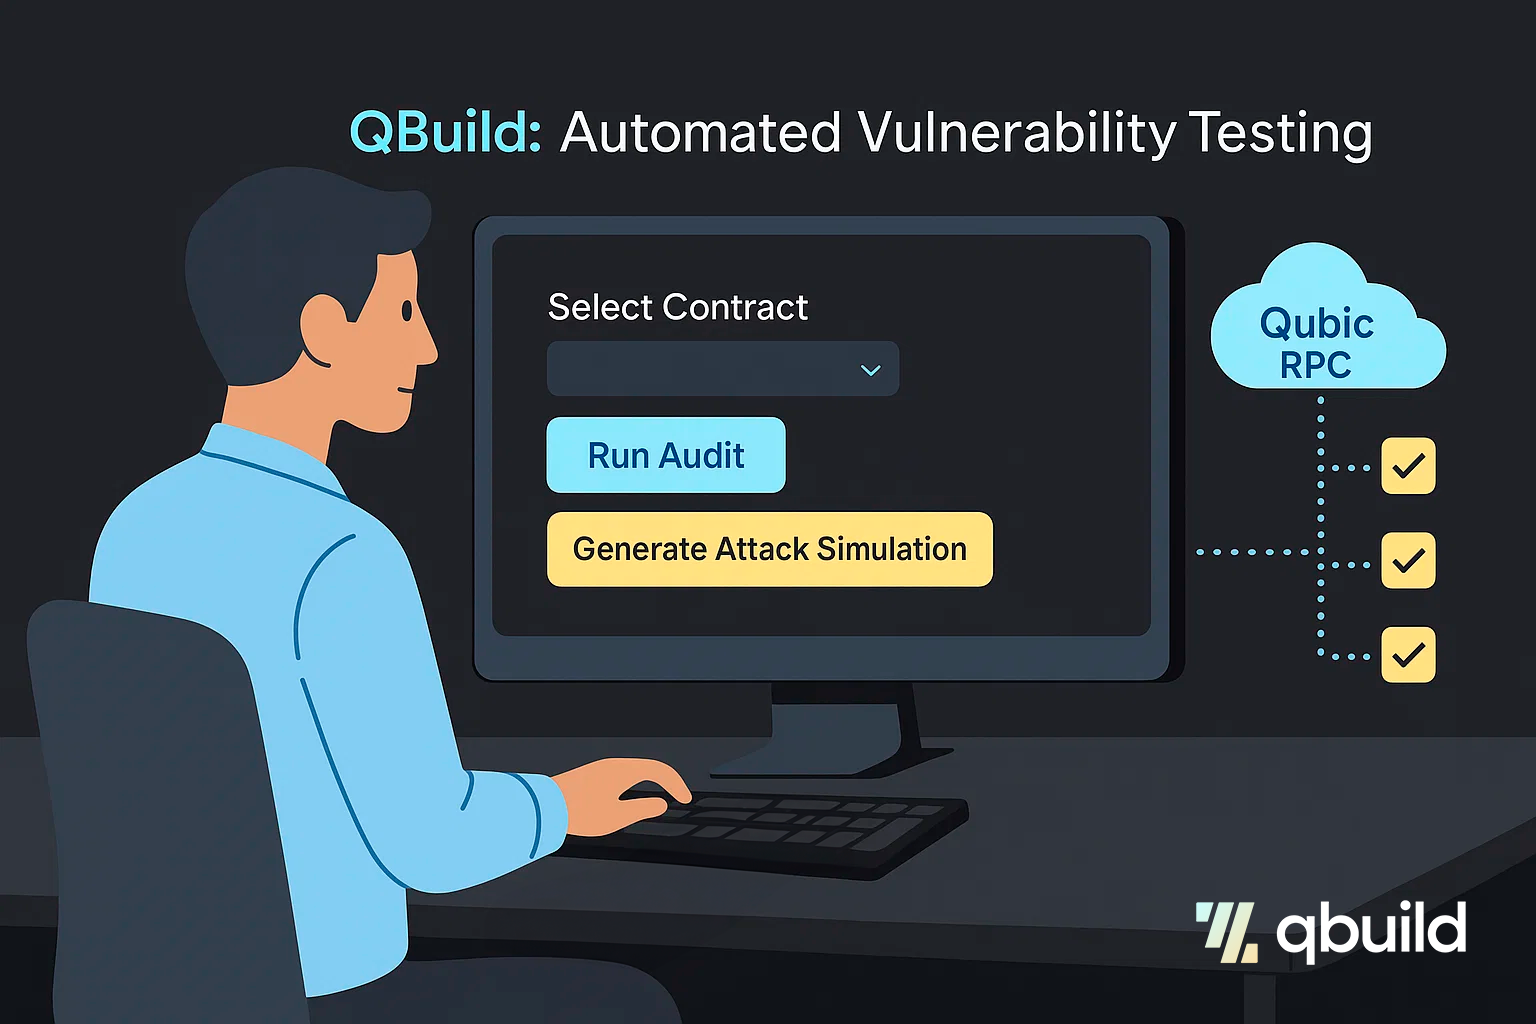 QBuild: Automated Vulnerability Testing
Select Contract
Run Audit
Generate Attack Simulation
Qubic
RPC
qbuild